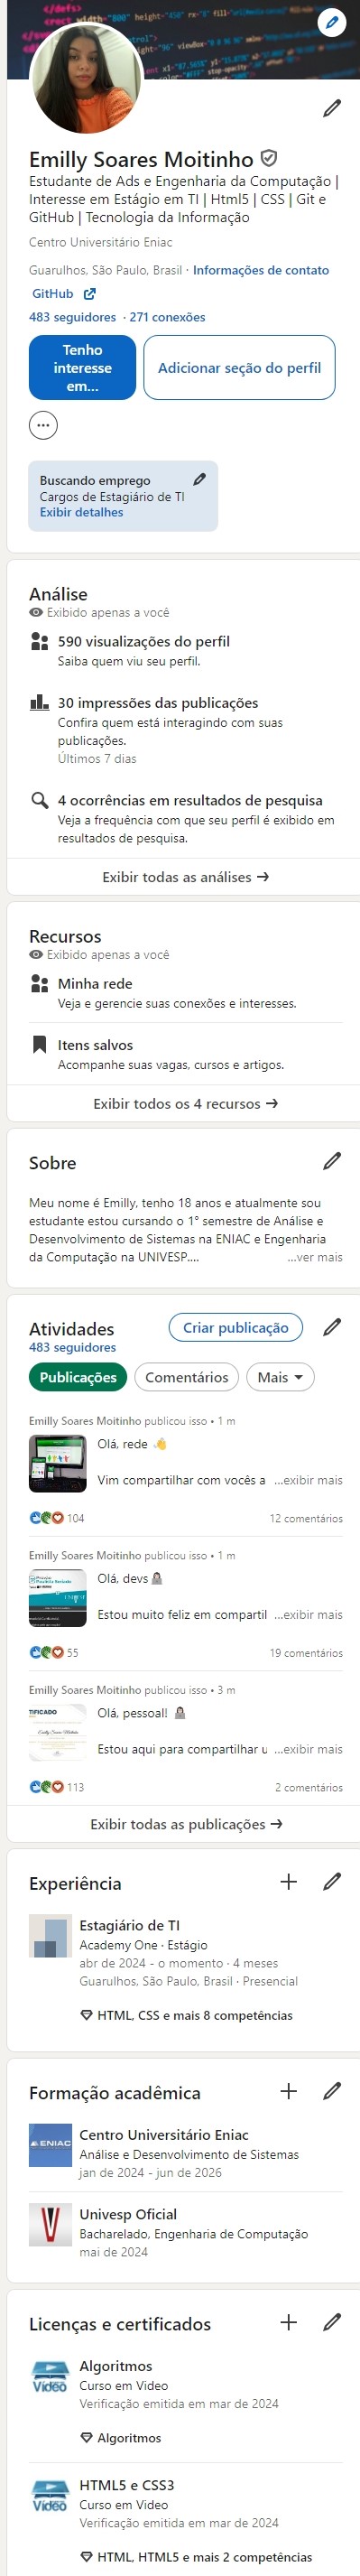 Emilly Soares Moitinho
Estudante de Ads e Engenharia da Computação |
Interesse em Estágio em TI | Html5 | CSS | Git e
GitHub | Tecnologia da Informação
Centro Universitário Eniac
Guarulhos, São Paulo, Brasil · Informações de contato
GitHub
483 seguidores · 271 conexões
Tenho
interesse
em...
Adicionar seção do perfil
Buscando emprego
Cargos de Estagiário de TI
Exibir detalhes
Análise
Exibido apenas a você
590 visualizações do perfil
Saiba quem viu seu perfil.
30 impressões das publicações
Confira quem está interagindo com suas
publicações.
Últimos 7 dias
4 ocorrências em resultados de pesquisa
Veja a frequência com que seu perfil é exibido em
resultados de pesquisa.
Exibir todas as análises →
Recursos
Exibido apenas a você
Minha rede
Veja e gerencie suas conexões e interesses.
Itens salvos
Acompanhe suas vagas, cursos e artigos.
Exibir todos os 4 recursos →
Sobre
Meu nome é Emilly, tenho 18 anos e atualmente sou
estudante estou cursando o 1° semestre de Análise e
Desenvolvimento de Sistemas na ENIAC e Engenharia
da Computação na UNIVESP.... ...ver mais
Atividades
Criar publicação
483 seguidores
Publicações Comentários Mais
Emilly Soares Moitinho publicou isso • 1 m
Olá, rede 👋
Vim compartilhar com vocês a ...exibir mais
104 12 comentários
Emilly Soares Moitinho publicou isso • 1 m
Olá, devs
Estou muito feliz em compartil ...exibir mais
55 19 comentários
Emilly Soares Moitinho publicou isso • 3 m
TIFICADO
Olá, pessoal!
Estou aqui para compartilhar u ...exibir mais
113 2 comentários
Exibir todas as publicações →
Experiência
Estagiário de TI
Academy One · Estágio
abr de 2024 - o momento · 4 meses
Guarulhos, São Paulo, Brasil · Presencial
HTML, CSS e mais 8 competências
Formação acadêmica
ENIAC
Centro Universitário Eniac
Análise e Desenvolvimento de Sistemas
jan de 2024 - jun de 2026
Univesp Oficial
Bacharelado, Engenharia de Computação
mai de 2024
Licenças e certificados
Vídeo
Algoritmos
Curso em Video
Verificação emitida em mar de 2024
Algoritmos
Vídeo
HTML5 e CSS3
Curso em Video
Verificação emitida em mar de 2024
HTML, HTML5 e mais 2 competências